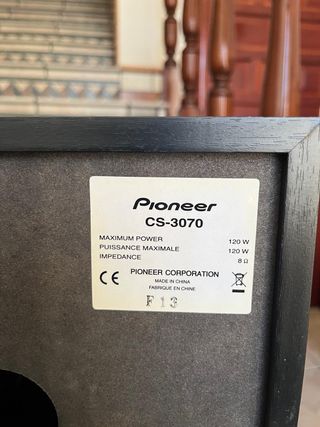 Pioneer
CS-3070
MAXIMUM POWER 120 W
PUISSANCE MAXIMALE 120 W
IMPEDANCE 8 Ω
CE PIONEER CORPORATION
MADE IN CHINA
FABRIQUE EN CHINE
F13